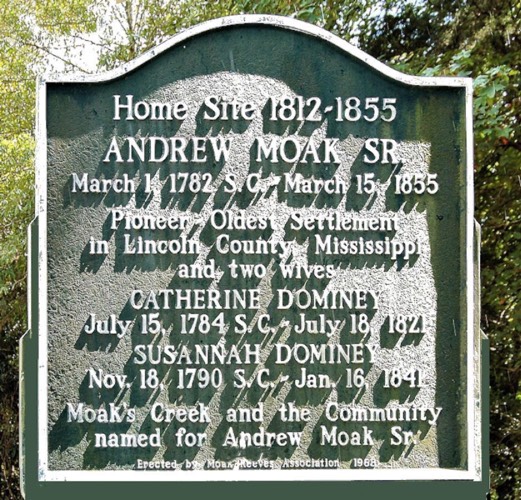 Home Site 1812-1855
ANDREW MOAK SR.
March 1, 1782 S.C.-March 15, 1855
Pioneer, Oldest Settlement
in Lincoln County, Mississippi
and two wives
CATHERINE DOMINEY
July 15, 1784 S.C.-July 18, 1821
SUSANNAH DOMINEY
Nov. 18, 1790 S.C.-Jan. 16, 1841
Moak's Creek and the Community
named for Andrew Moak Sr.
Erected by Moak-Reeves Association 1968